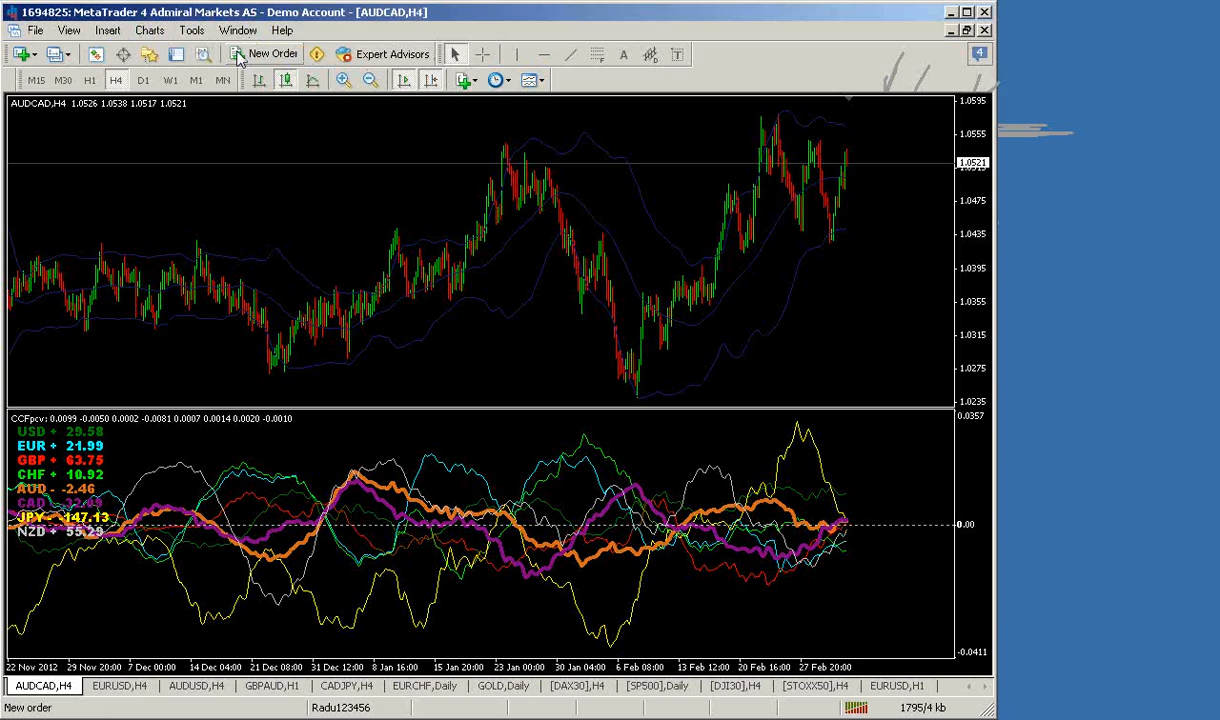 1694825: MetaTrader 4 Admiral Markets AS - Demo Account - [AUDCAD,H4]
File View Insert Charts Tools Window Help
New Order Expert Advisors A T 4
M15 M30 H1 H4 D1 W1 M1 MN
AUDCAD,H4 1.0526 1.0538 1.0517 1.0521
1.0595
1.0555
1.0521
1.0515
1.0475
1.0435
1.0395
1.0355
1.0315
1.0275
1.0235
CCFpcv: 0.0099 -0.0050 0.0002 -0.0081 0.0007 0.0014 0.0020 -0.0010
0.0357
USD + 29.58
EUR + 21.99
GBP + 63.75
CHF + 10.92
AUD - -2.46
CAD
JPY 147.13
NZD + 55.29
0.00
-0.0411
22 Nov 2012 29 Nov 20:00 7 Dec 00:00 14 Dec 04:00 21 Dec 08:00 31 Dec 12:00 8 Jan 16:00 15 Jan 20:00 23 Jan 00:00 30 Jan 04:00 6 Feb 08:00 13 Feb 12:00 20 Feb 16:00 27 Feb 20:00
AUDCAD,H4 EURUSD,H4 AUDUSD,H4 GBPAUD,H1 CADJPY,H4 EURCHF,Daily GOLD,Daily [DAX30],H4 [SP500],Daily [DJI30],H4 [STOXX50],H4 EURUSD,H1
New order Radu123456 1795/4 kb